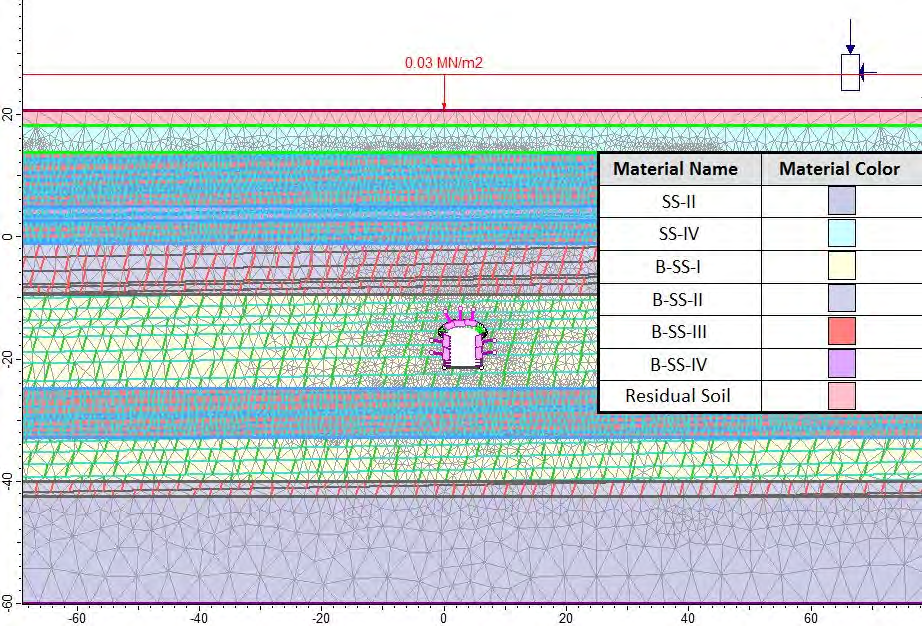 0.03 MN/m2
20
0
-20
-40
-60
Material Name Material Color
SS-II
SS-IV
B-SS-I
B-SS-II
B-SS-III
B-SS-IV
Residual Soil
-60 -40 -20 0 20 40 60